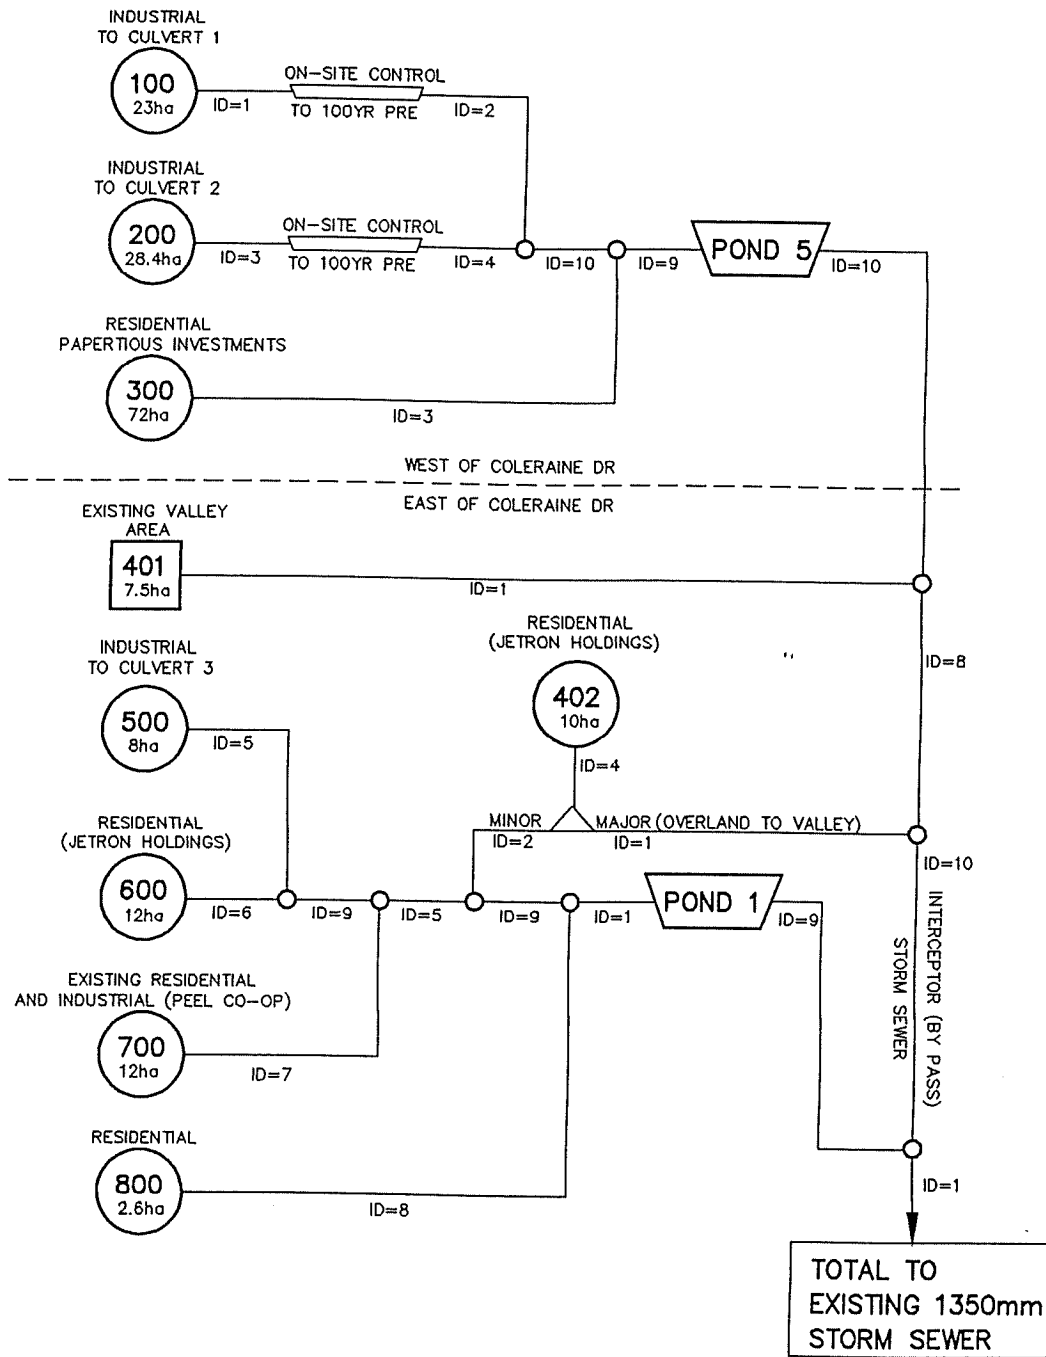 INDUSTRIAL
TO CULVERT 1
100
23ha
ID=1
ON-SITE CONTROL
TO 100YR PRE
ID=2
INDUSTRIAL
TO CULVERT 2
200
28.4ha
ID=3
ON-SITE CONTROL
TO 100YR PRE
ID=4
ID=10
ID=9
POND 5
ID=10
RESIDENTIAL
PAPERTIOUS INVESTMENTS
300
72ha
ID=3
WEST OF COLERAINE DR
EAST OF COLERAINE DR
EXISTING VALLEY
AREA
401
7.5ha
ID=1
RESIDENTIAL
(JETRON HOLDINGS)
402
10ha
ID=4
ID=8
INDUSTRIAL
TO CULVERT 3
500
8ha
ID=5
MINOR
ID=2
MAJOR (OVERLAND TO VALLEY)
ID=1
ID=10
RESIDENTIAL
(JETRON HOLDINGS)
600
12ha
ID=6
ID=9
ID=5
ID=9
ID=1
POND 1
ID=9
INTERCEPTOR (BY PASS)
STORM SEWER
EXISTING RESIDENTIAL
AND INDUSTRIAL (PEEL CO-OP)
700
12ha
ID=7
RESIDENTIAL
800
2.6ha
ID=8
ID=1
TOTAL TO
EXISTING 1350mm
STORM SEWER